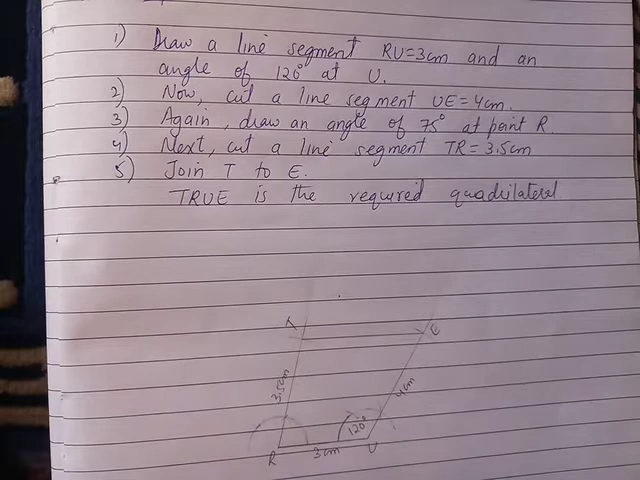 1) Draw a line segment RU=3cm and an
angle of 120° at U.
2) Now, cut a line segment UE=4cm.
3) Again, draw an angle of 75° at point R.
4) Next, cut a line segment TR=3.5cm
5) Join T to E.
TRUE is the required quadrilateral.
T
E
3.5cm
4cm
120°
R
3cm
U